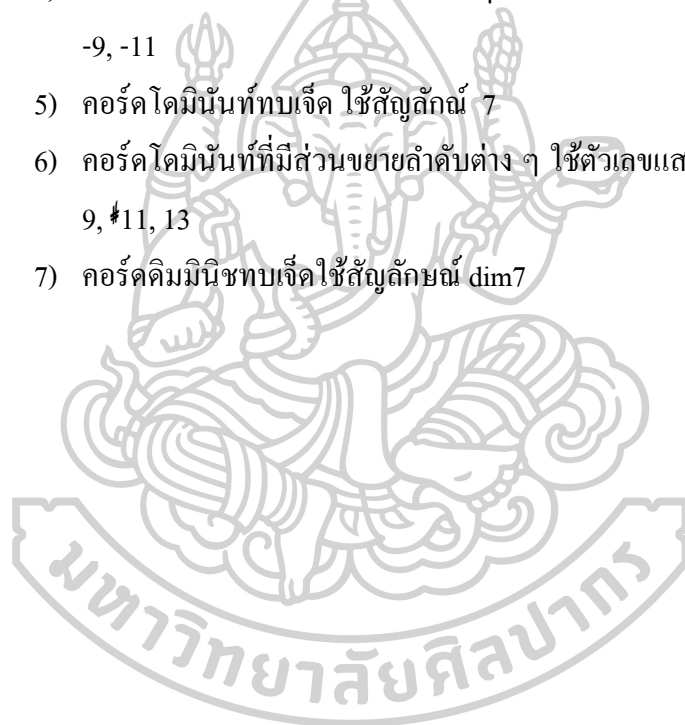 -9, -11
5) คอร์ดโดมินันท์ทบเจ็ด ใช้สัญลักณ์ 7
6) คอร์ดโดมินันท์ที่มีส่วนขยายลำดับต่าง ๆ ใช้ตัวเลขแส
9, #11, 13
7) คอร์ดดิมมินิชทบเจ็ดใช้สัญลักษณ์ dim7
มหาวิทยาลัยศิลปากร